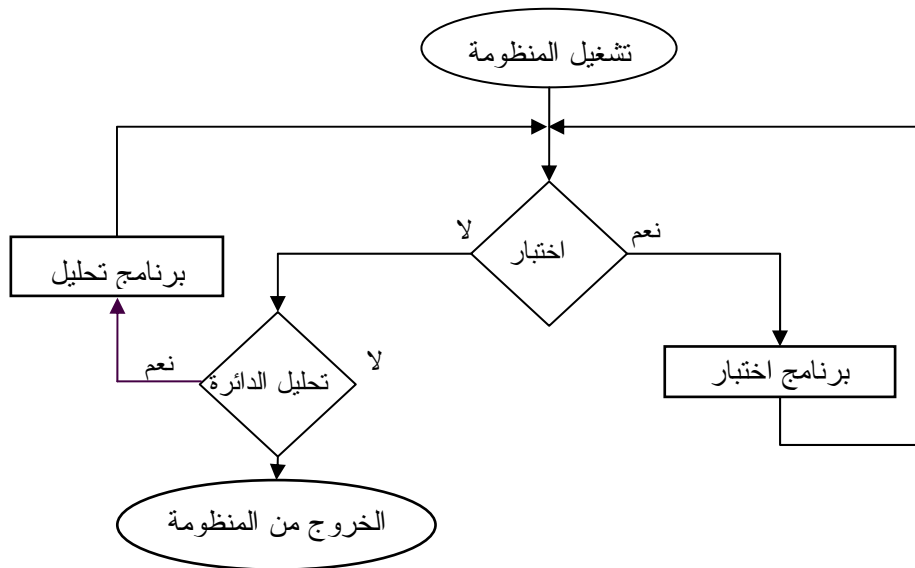 تشغيل المنظومة
اختبار
نعم
لا
برنامج تحليل
برنامج اختبار
تحليل الدائرة
نعم
لا
الخروج من المنظومة